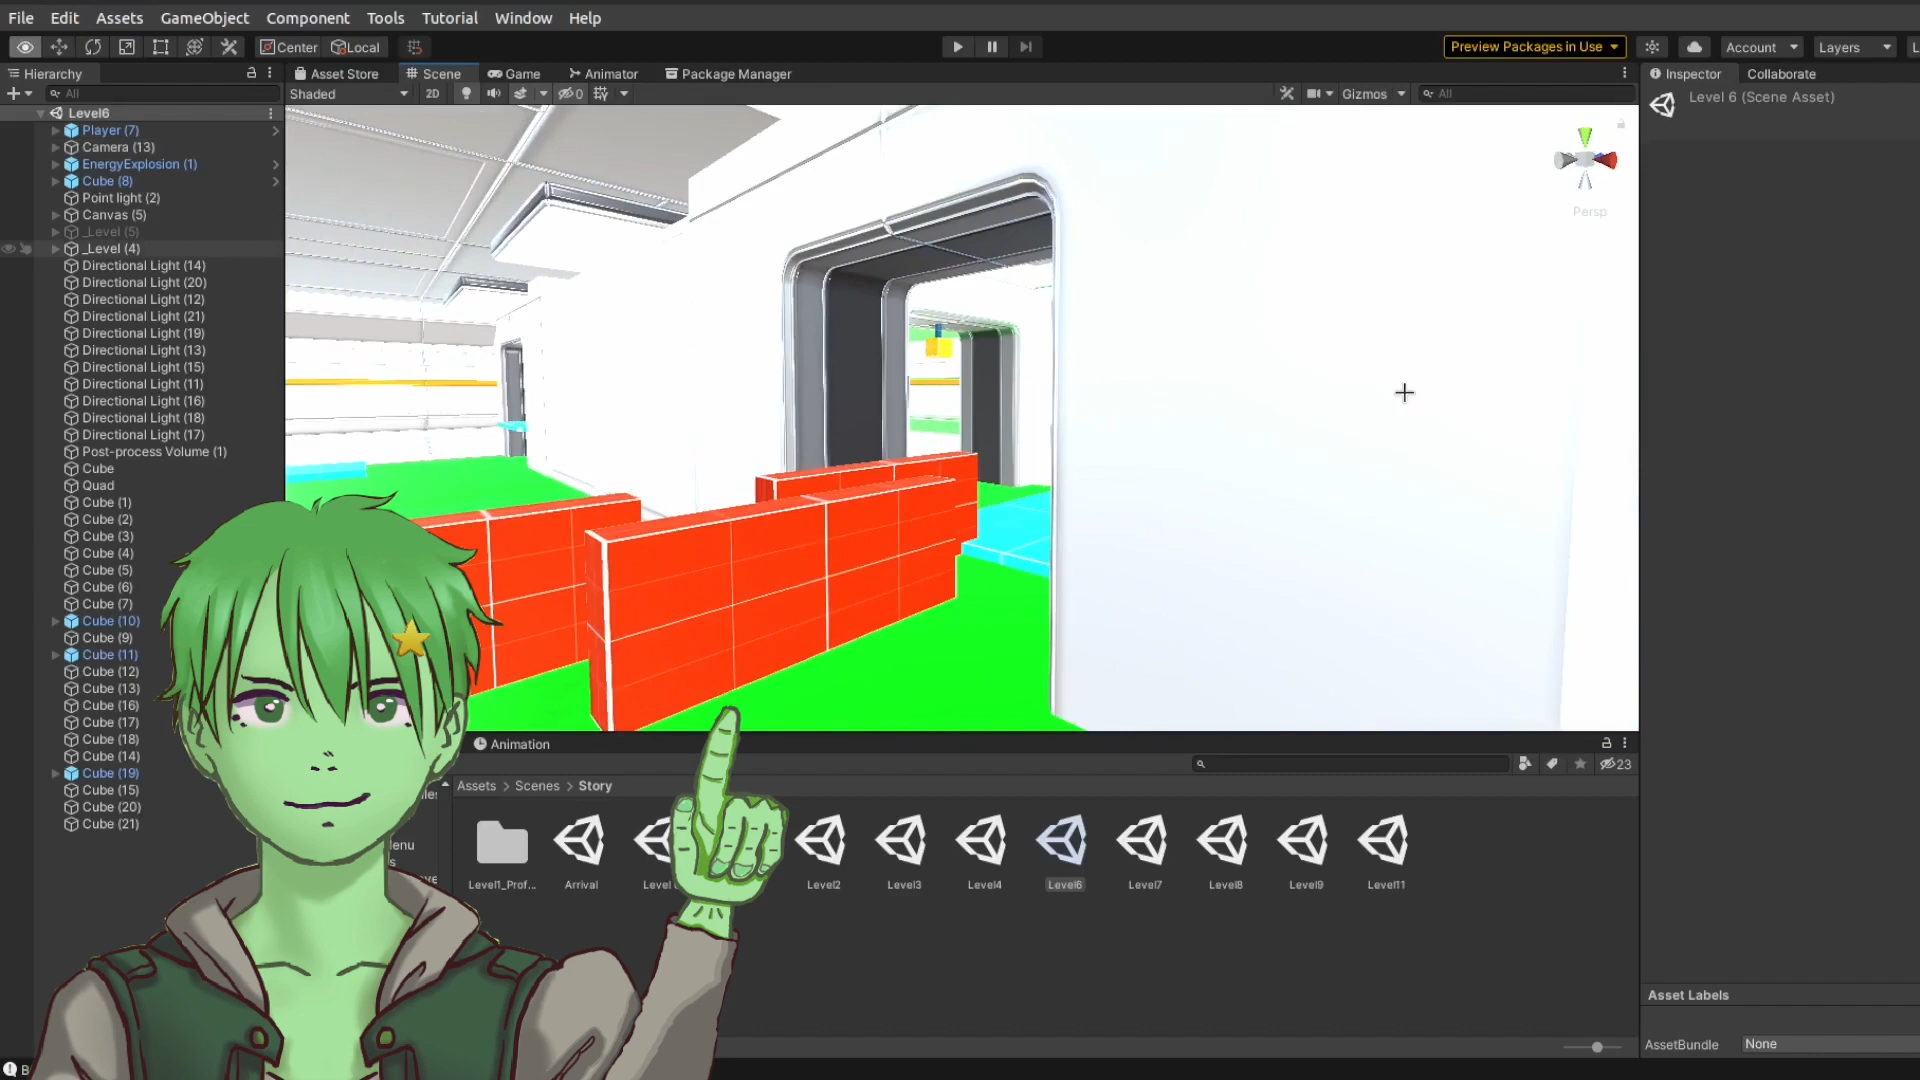 File Edit Assets GameObject Component Tools Tutorial Window Help
Center Local Preview Packages in Use Account Layers L
Hierarchy Asset Store Scene Game Animator Package Manager Inspector Collaborate
All Shaded 2D 0 Gizmos All
Level 6 (Scene Asset)
Level6
Player (7)
Camera (13)
EnergyExplosion (1)
Cube (8)
Point light (2)
Canvas (5)
_Level (5)
_Level (4)
Directional Light (14)
Directional Light (20)
Directional Light (12)
Directional Light (21)
Directional Light (19)
Directional Light (13)
Directional Light (15)
Directional Light (11)
Directional Light (16)
Directional Light (18)
Directional Light (17)
Post-process Volume (1)
Cube
Quad
Cube (1)
Cube (2)
Cube (3)
Cube (4)
Cube (5)
Cube (6)
Cube (7)
Cube (10)
Cube (9)
Cube (11)
Cube (12)
Cube (13)
Cube (16)
Cube (17)
Cube (18)
Cube (14)
Cube (19)
Cube (15)
Cube (20)
Cube (21)
Persp
Animation
23
Assets > Scenes > Story
Level1_Prof... Arrival Level Level2 Level3 Level4 Level6 Level7 Level8 Level9 Level11
Asset Labels
AssetBundle None